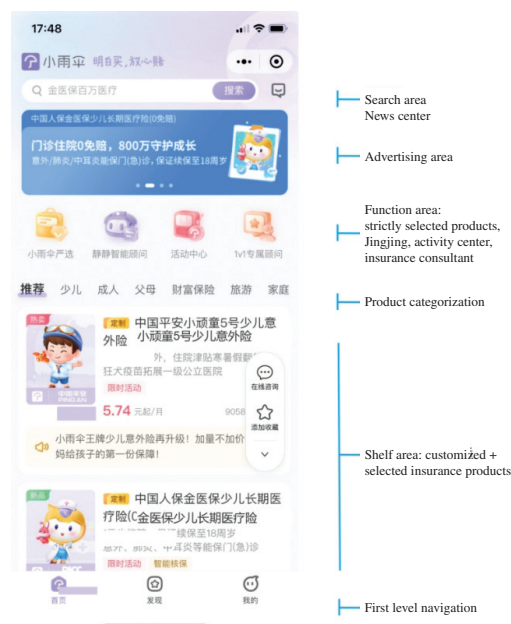 17:48
小雨伞 明白买,放心赔
金医保百万医疗
搜索
中国人保金医保少儿长期医疗险(0免赔)
门诊住院0免赔，800万守护成长
意外/肺炎/中耳炎能保门(急)诊，保证续保至18周岁
小雨伞严选 静静智能顾问 活动中心 1v1专属顾问
推荐 少儿 成人 父母 财富保险 旅游 家庭
热卖
中国平安
PING AN
定制 中国平安小顽童5号少儿意
外险 小顽童5号少儿意外险
外、住院津贴寒暑假翻
狂犬疫苗拓展一级公立医院
限时活动
5.74 元起/月
9058
在线咨询
添加收藏
小雨伞王牌少儿意外险再升级！加量不加价
妈给孩子的第一份保障！
新品
定制 中国人保金医保少儿长期医
疗险(C金医保少儿长期医疗险
续保至18周岁
意外、肺炎、中耳炎等能保门(急)诊
限时活动 智能核保
首页 发现 我的
Search area
News center
Advertising area
Function area:
strictly selected products,
Jingjing, activity center,
insurance consultant
Product categorization
Shelf area: customized +
selected insurance products
First level navigation